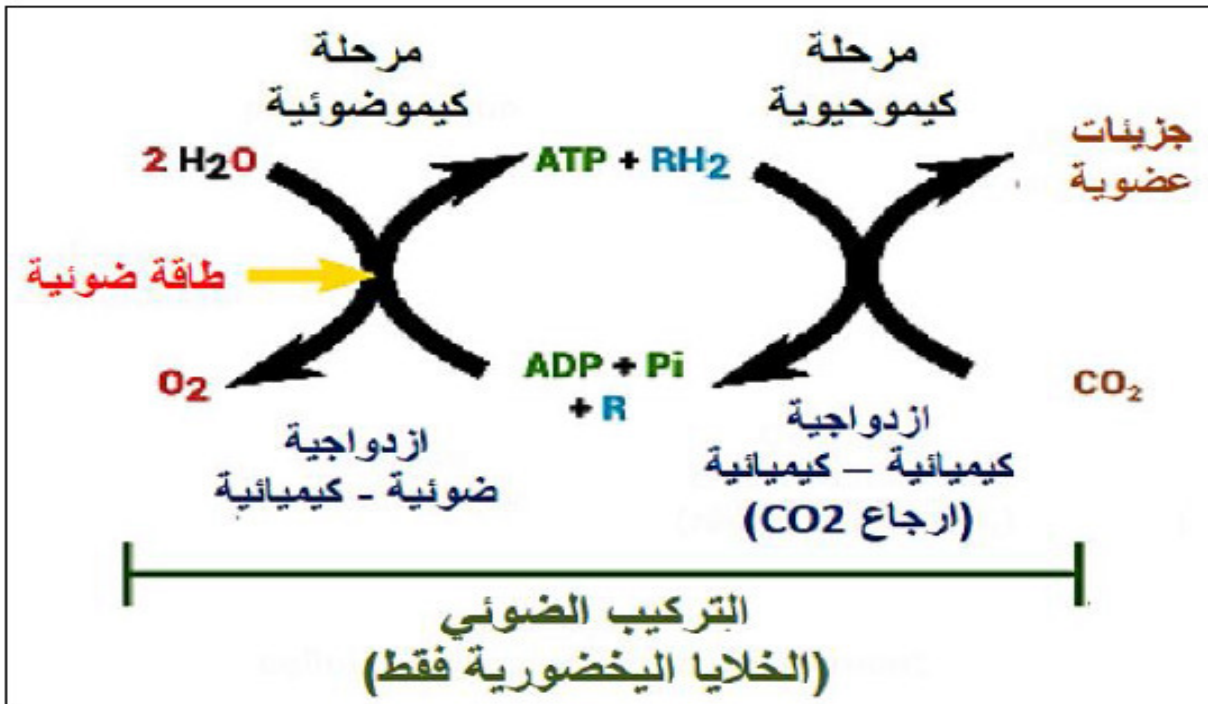 مرحلة
كيموضوئية
مرحلة
كيموحيوية
2 H2O
ATP + RH2
جزيئات
عضوية
طاقة ضوئية
O2
ADP + Pi
+ R
CO2
ازدواجية
ضوئية - كيميائية
ازدواجية
كيميائية – كيميائية
(ارجاع CO2)
التركيب الضوئي
(الخلايا اليخضورية فقط)